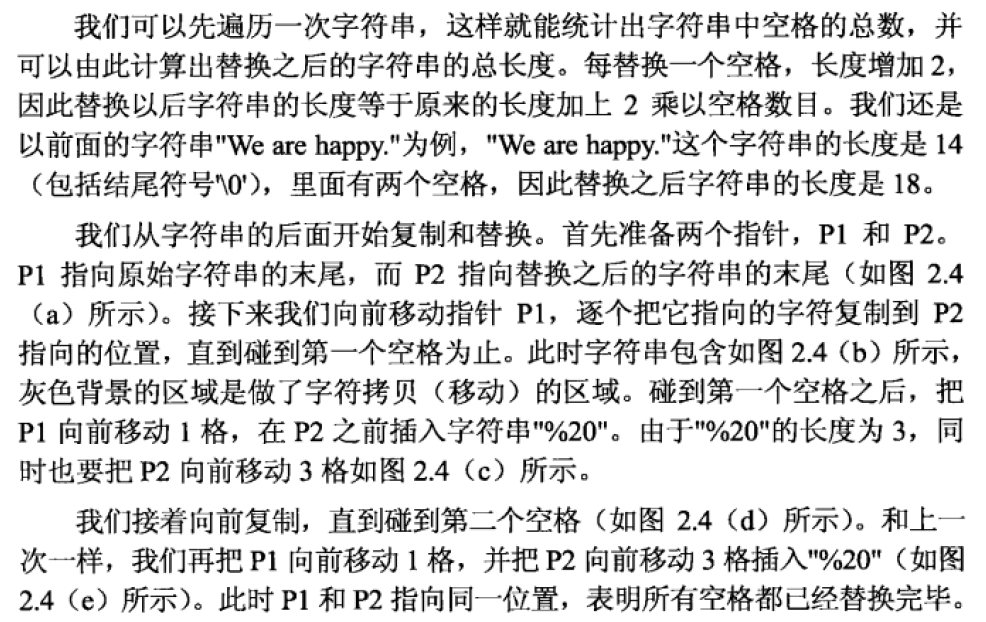 我们可以先遍历一次字符串，这样就能统计出字符串中空格的总数，并
可以由此计算出替换之后的字符串的总长度。每替换一个空格，长度增加 2，
因此替换以后字符串的长度等于原来的长度加上 2 乘以空格数目。我们还是
以前面的字符串"We are happy."为例，"We are happy."这个字符串的长度是 14
（包括结尾符号'\0'），里面有两个空格，因此替换之后字符串的长度是 18。
我们从字符串的后面开始复制和替换。首先准备两个指针，P1 和 P2。
P1 指向原始字符串的末尾，而 P2 指向替换之后的字符串的末尾（如图 2.4
（a）所示）。接下来我们向前移动指针 P1，逐个把它指向的字符复制到 P2
指向的位置，直到碰到第一个空格为止。此时字符串包含如图 2.4（b）所示，
灰色背景的区域是做了字符拷贝（移动）的区域。碰到第一个空格之后，把
P1 向前移动 1 格，在 P2 之前插入字符串"%20"。由于"%20"的长度为 3，同
时也要把 P2 向前移动 3 格如图 2.4（c）所示。
我们接着向前复制，直到碰到第二个空格（如图 2.4（d）所示）。和上一
次一样，我们再把 P1 向前移动 1 格，并把 P2 向前移动 3 格插入"%20"（如图
2.4（e）所示）。此时 P1 和 P2 指向同一位置，表明所有空格都已经替换完毕。